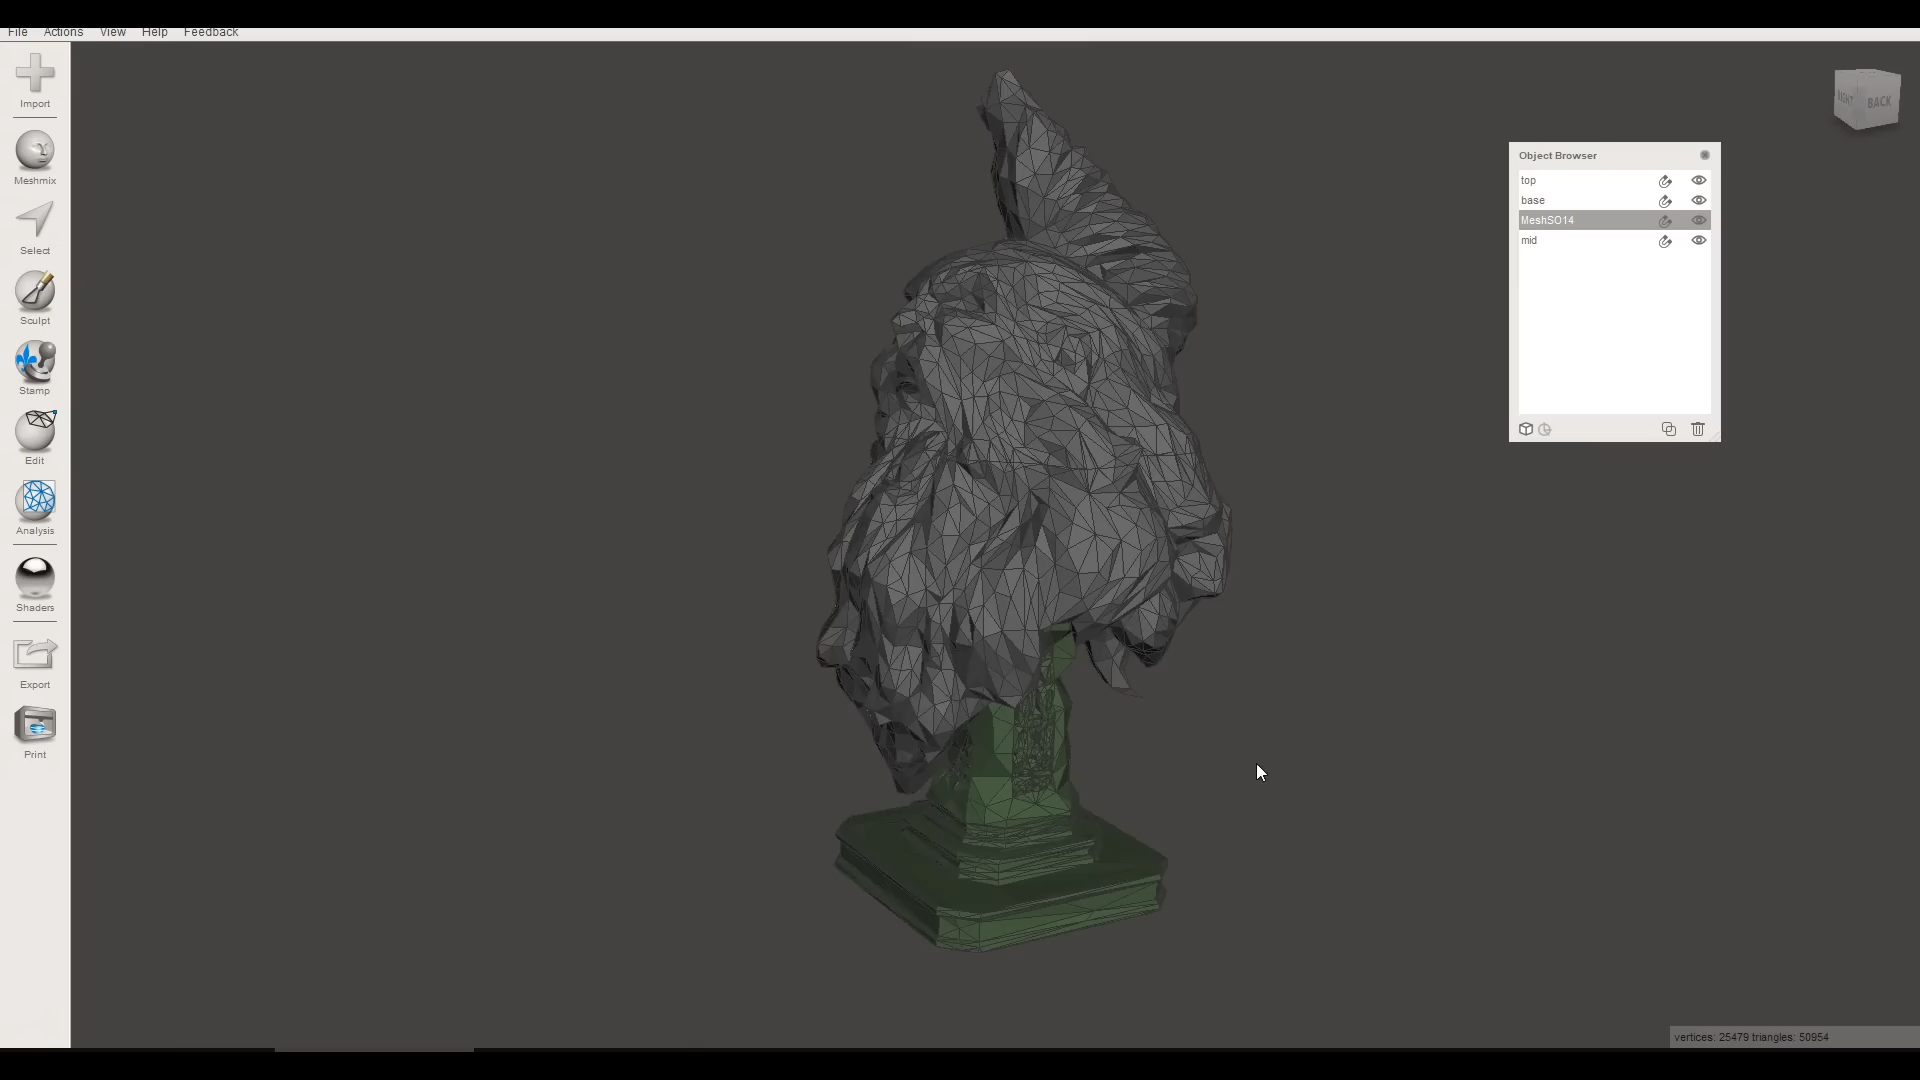 File Actions View Help Feedback
Import
Meshmix
Select
Sculpt
Stamp
Edit
Analysis
Shaders
Export
Print
BACK
Object Browser
top
base
MeshSO14
mid
vertices: 25479 triangles: 50954